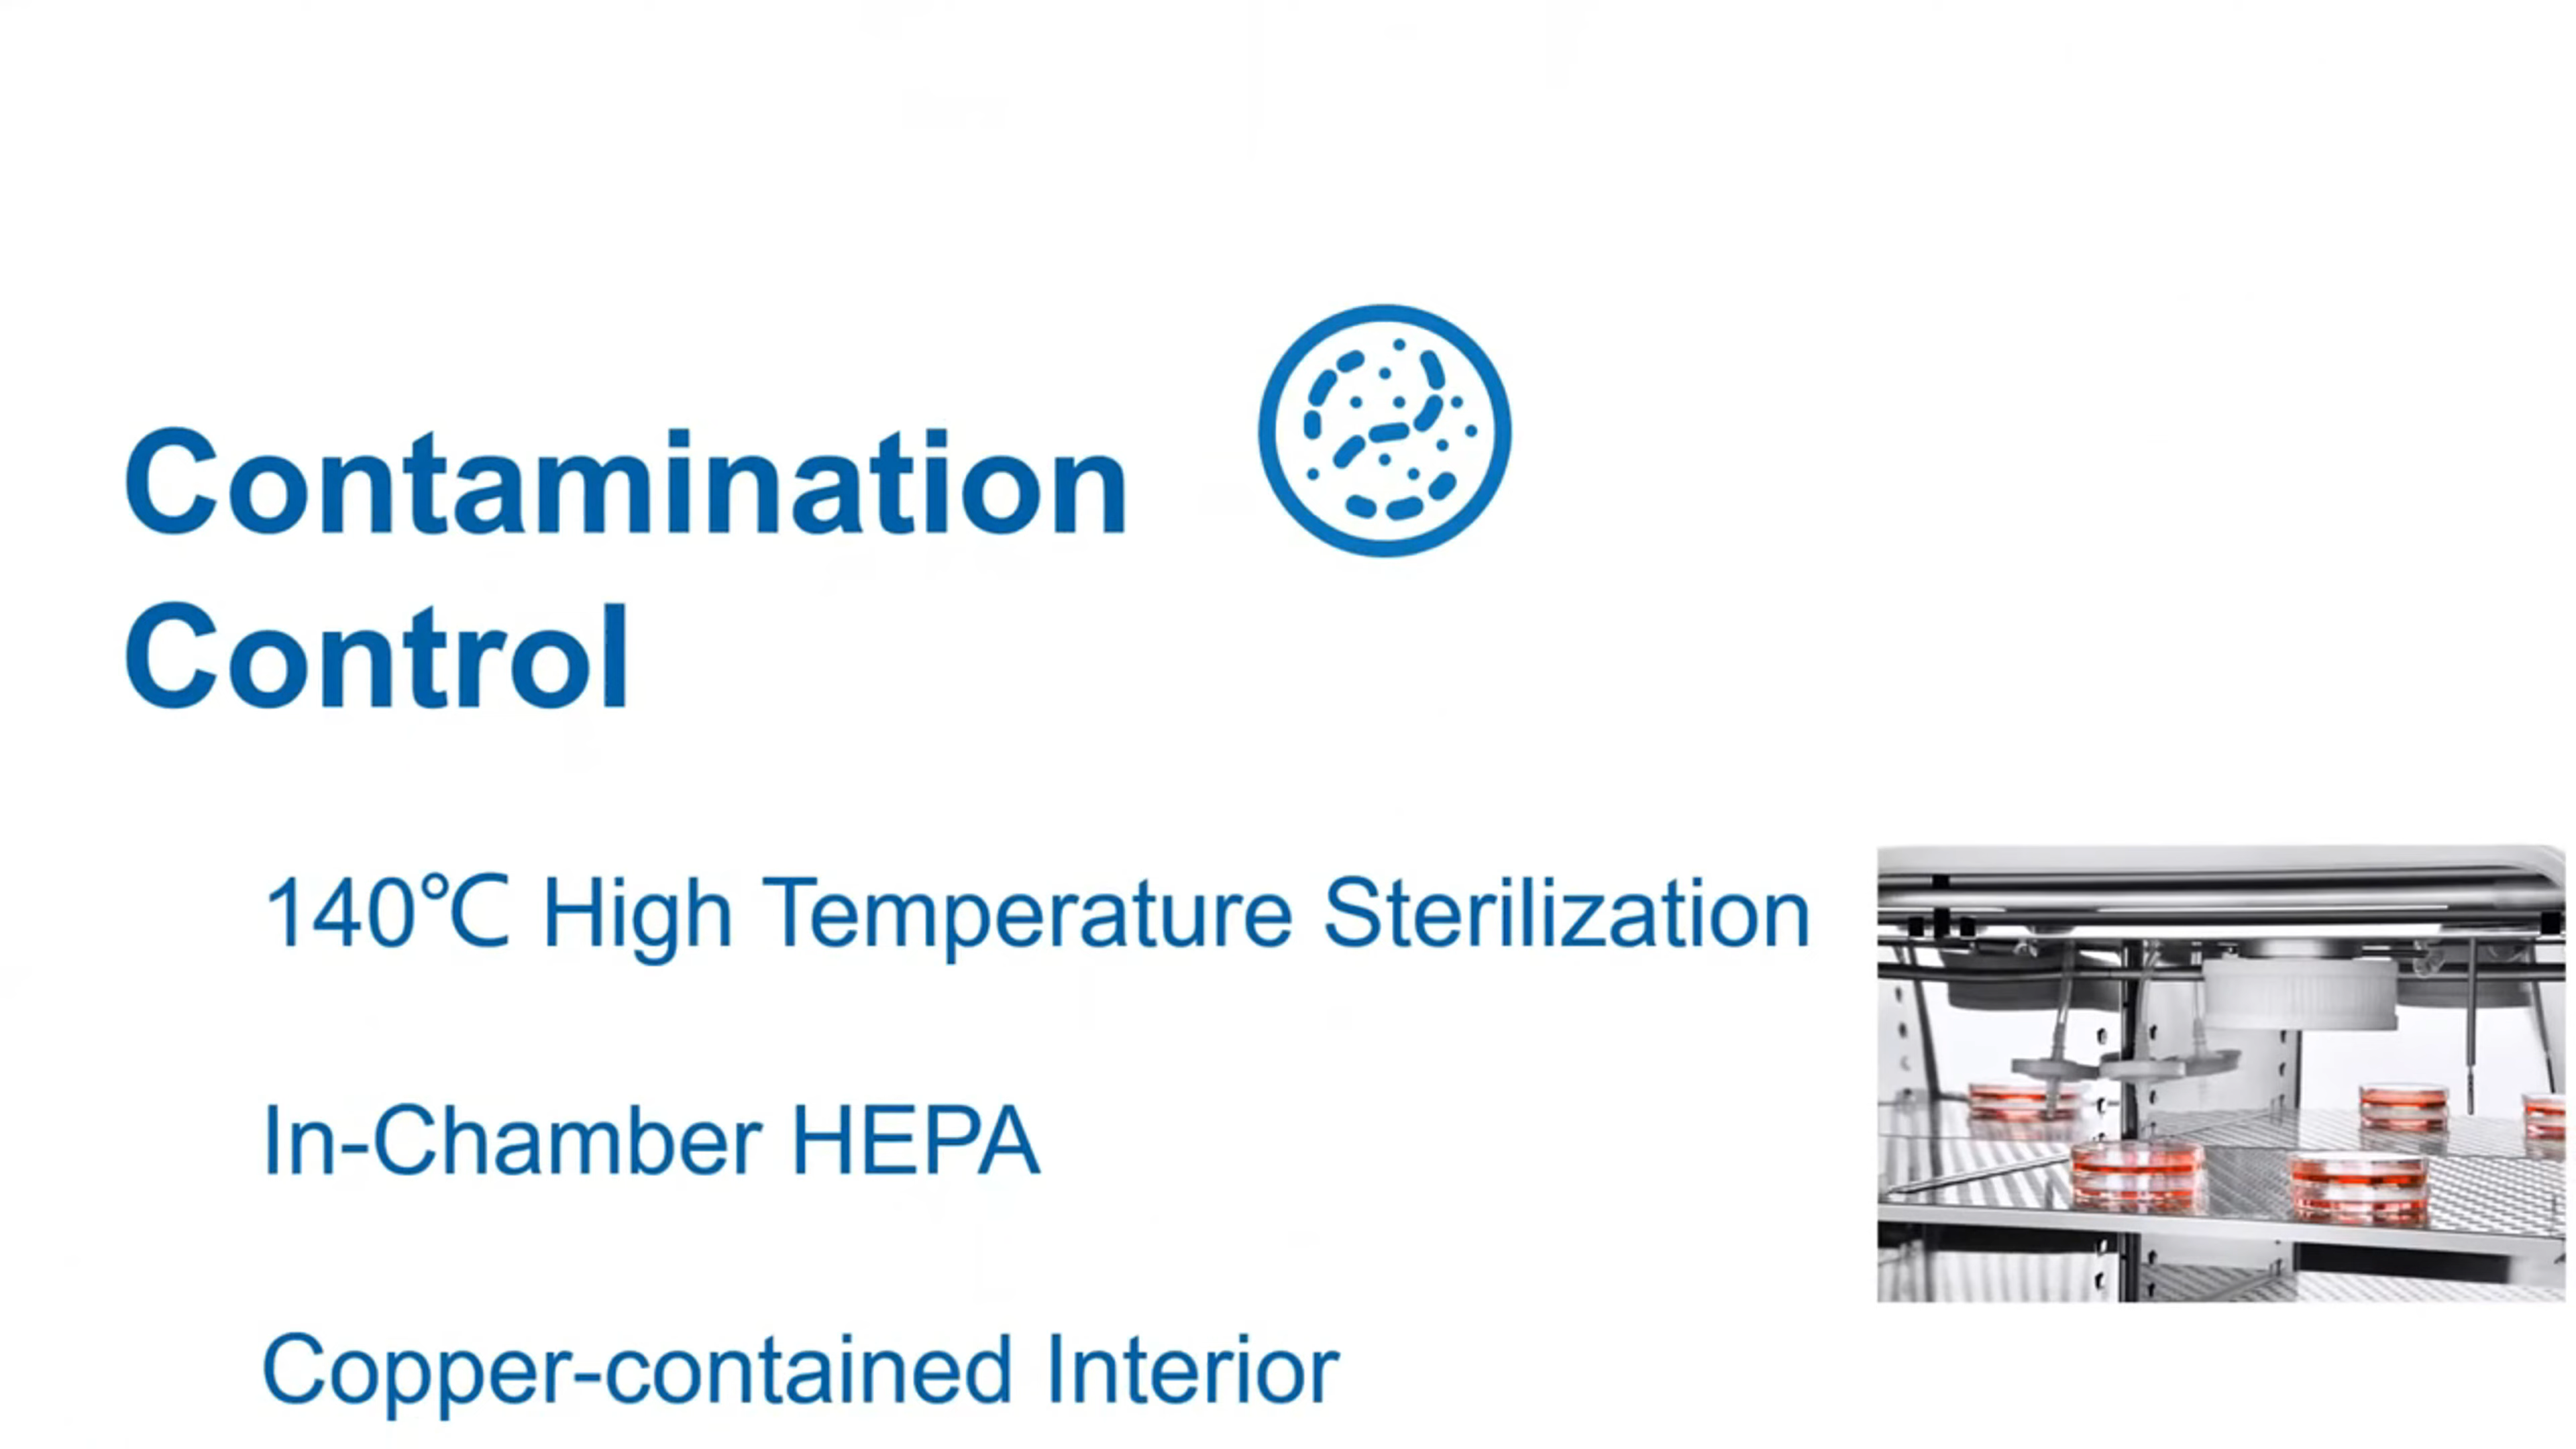 Contamination
Control
140℃ High Temperature Sterilization
In-Chamber HEPA
Copper-contained Interior